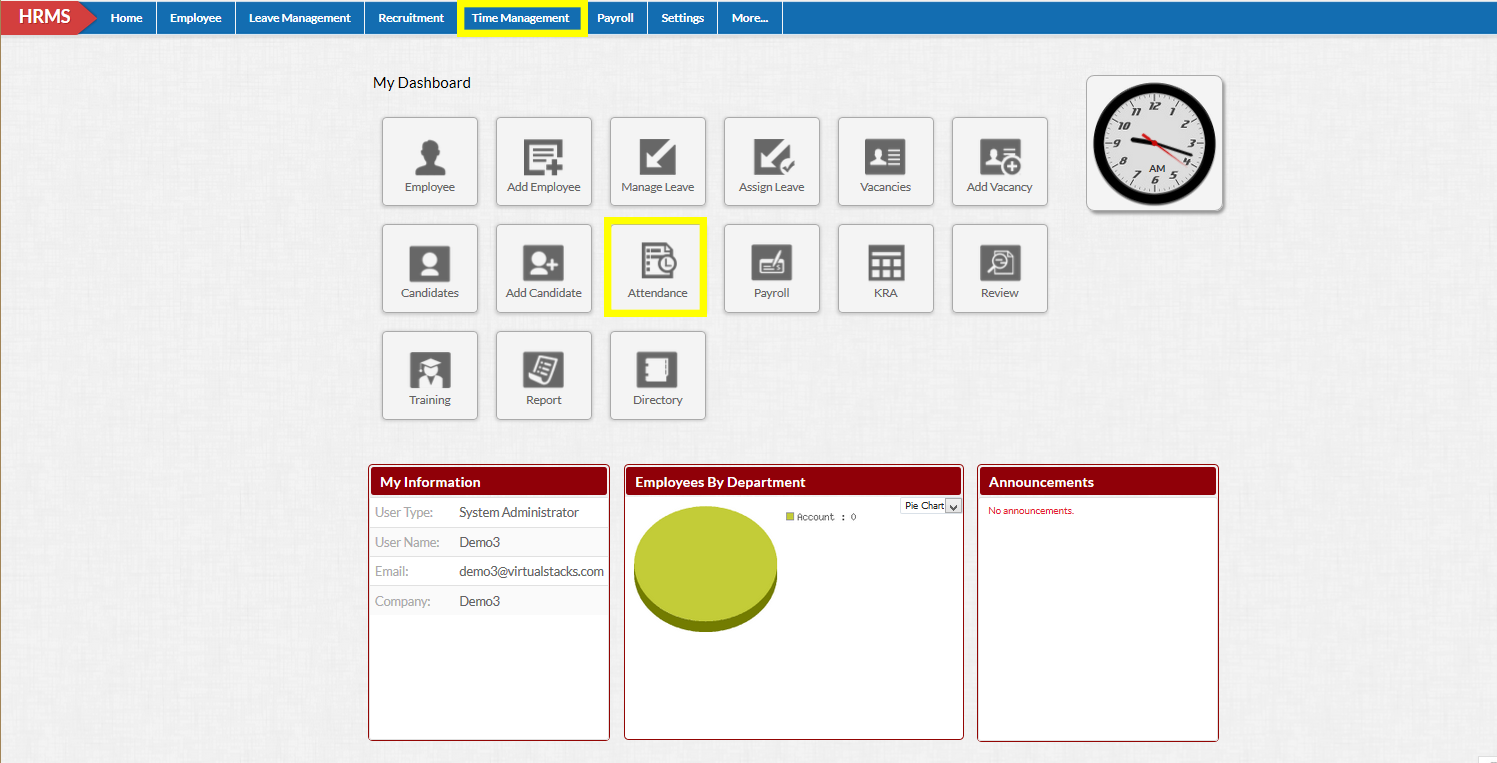 HRMS Home Employee Leave Management Recruitment Time Management Payroll Settings More...
My Dashboard
Employee Add Employee Manage Leave Assign Leave Vacancies Add Vacancy
12
1
2
3
4
5
6
7
8
9
10
11
AM
Candidates Add Candidate Attendance Payroll KRA Review
Training Report Directory
My Information
User Type: System Administrator
User Name: Demo3
Email: demo3@virtualstacks.com
Company: Demo3
Employees By Department
Pie Chart
Account : 0
Announcements
No announcements.